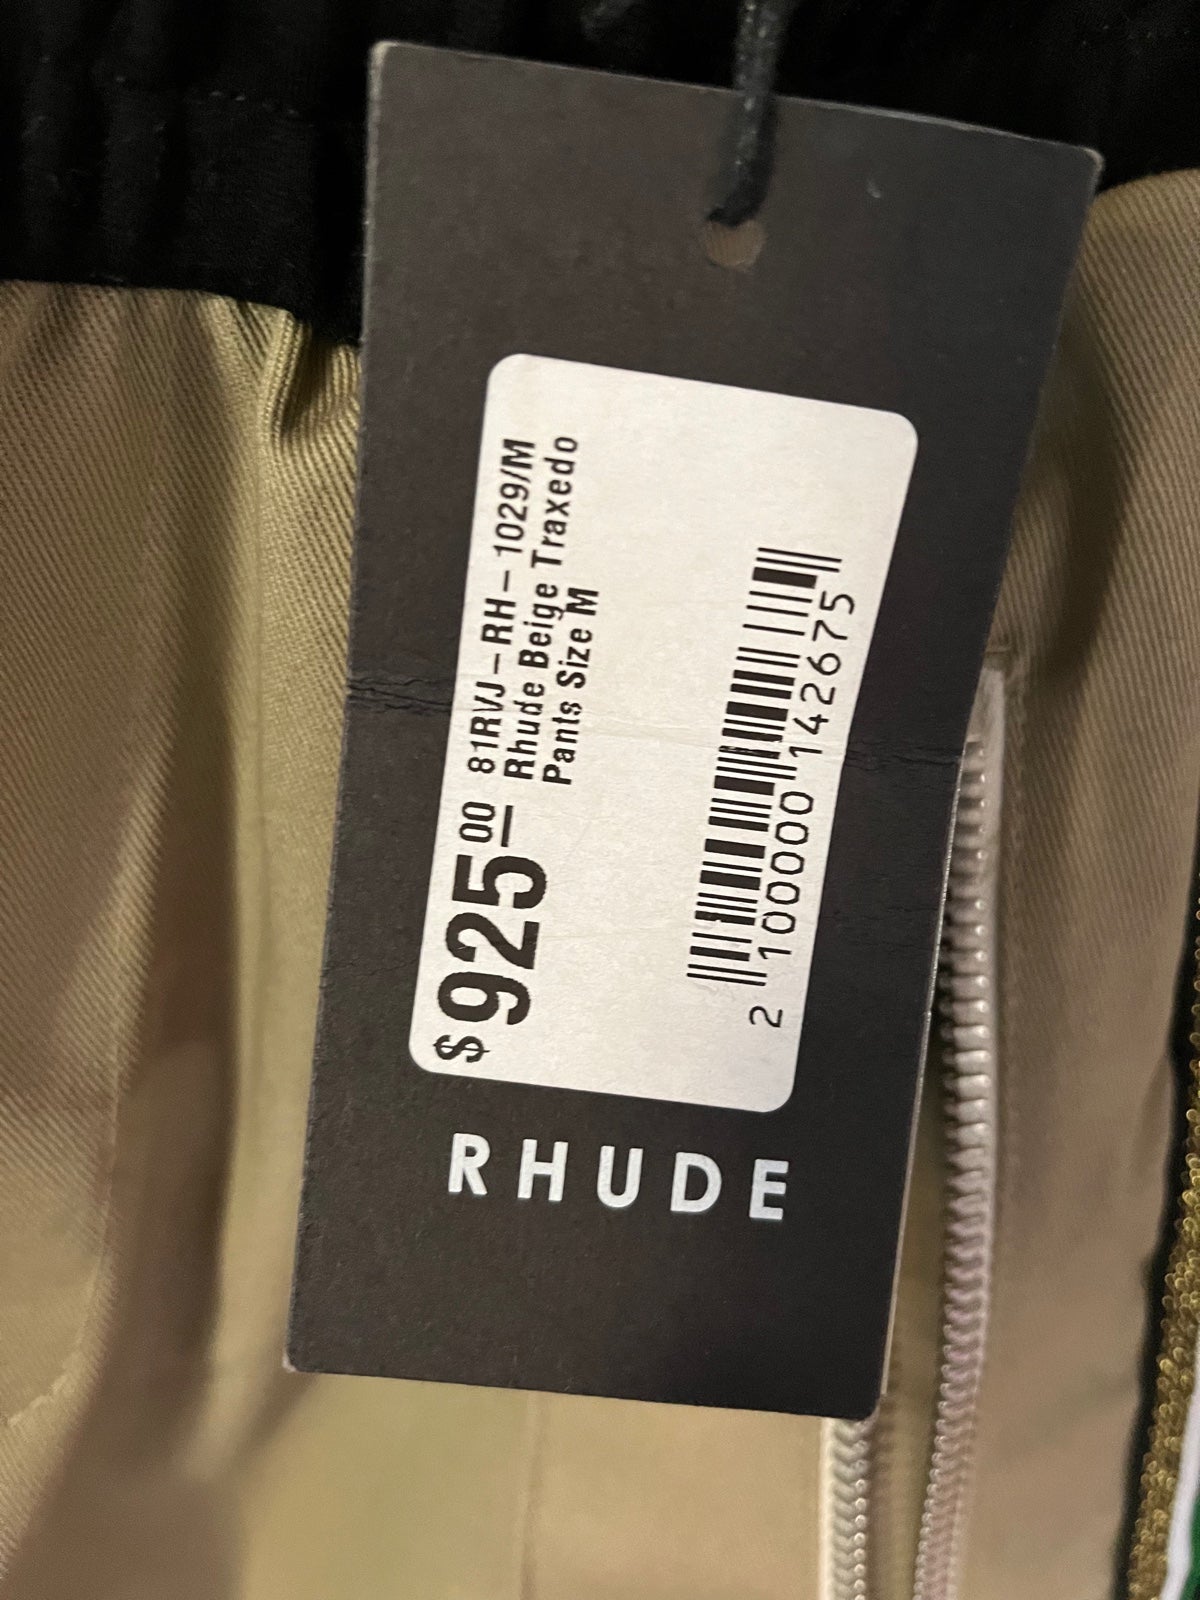 $925.00
81RVJ-RH-1029/M
Rhude Beige Traxedo
Pants Size M
2 100000 142675
RHUDE